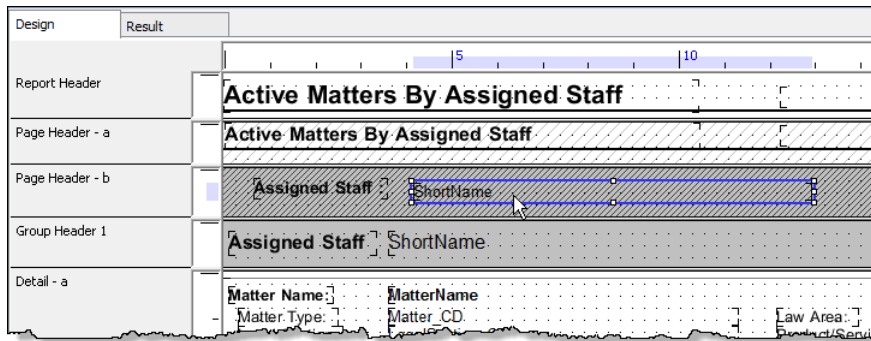 Design Result
5 10
Report Header
Active Matters By Assigned Staff
Page Header - a
Active Matters By Assigned Staff
Page Header - b
Assigned Staff : ShortName
Group Header 1
Assigned Staff ShortName
Detail - a
Matter Name: MatterName
Matter Type: Matter_CD Law Area: